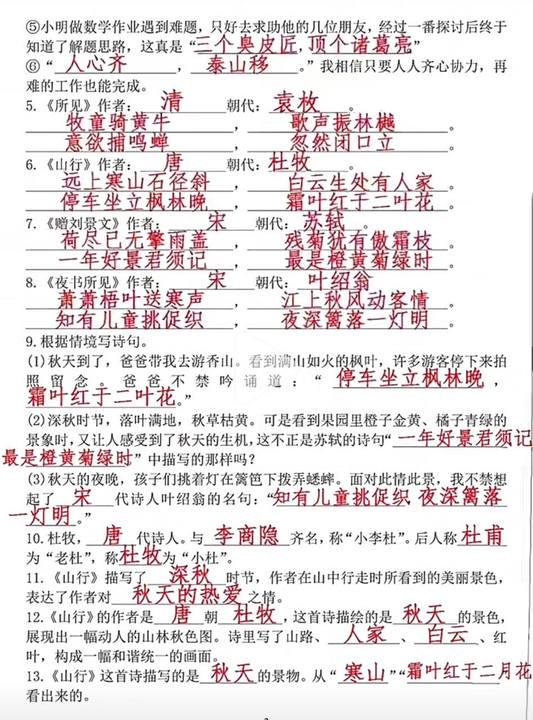 ⑤小明做数学作业遇到难题，只好去求助他的几位朋友，经过一番探讨后终于
知道了解题思路，这真是“三个臭皮匠，顶个诸葛亮”
⑥“人心齐，泰山移。”我相信只要人人齐心协力，再
难的工作也能完成。
5.《所见》作者：清 朝代：袁枚。
牧童骑黄牛，歌声振林樾。
意欲捕鸣蝉，忽然闭口立。
6.《山行》作者：唐 朝代：杜牧。
远上寒山石径斜，白云生处有人家。
停车坐立枫林晚，霜叶红于二叶花。
7.《赠刘景文》作者：宋 朝代：苏轼。
荷尽已无擎雨盖，残菊犹有傲霜枝。
一年好景君须记，最是橙黄菊绿时。
8.《夜书所见》作者：宋 朝代：叶绍翁
萧萧梧叶送寒声，江上秋风动客情。
知有儿童挑促织，夜深篱落一灯明。
9.根据情境写诗句。
(1)秋天到了，爸爸带我去游香山。看到满山如火的枫叶，许多游客停下来拍
照留念。爸爸不禁吟诵道：“停车坐立枫林晚，
霜叶红于二叶花。”
(2)深秋时节，落叶满地，秋草枯黄。可是看到果园里橙子金黄、橘子青绿的
景象时，又让人感受到了秋天的生机，这不正是苏轼的诗句“一年好景君须记
最是橙黄菊绿时”中描写的那样吗？
(3)秋天的夜晚，孩子们挑着灯在篱笆下拨弄蟋蟀。面对此情此景，我不禁想
起了宋代诗人叶绍翁的名句：“知有儿童挑促织，夜深篱落
一灯明。”
10.杜牧，唐代诗人。与李商隐齐名，称“小李杜”。后人称杜甫
为“老杜”，称杜牧为“小杜”。
11.《山行》描写了深秋时节，作者在山中行走时所看到的美丽景色，
表达了作者对秋天的热爱之情。
12.《山行》的作者是唐朝杜牧，这首诗描绘的是秋天的景色，
展现出一幅动人的山林秋色图。诗里写了山路、人家、白云、红
叶，构成一幅和谐统一的画面。
13.《山行》这首诗描写的是秋天的景物。从“寒山”“霜叶红于二月花
看出来的。